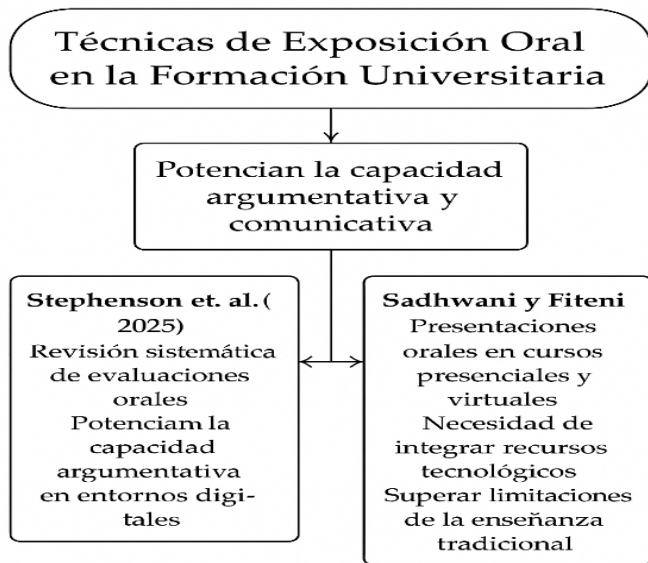 Técnicas de Exposición Oral
en la Formación Universitaria
Potencian la capacidad
argumentativa y
comunicativa
Stephenson et. al. (
2025)
Revisión sistemática
de evaluaciones
orales
Potenciam la
capacidad
argumentativa
en entornos digi-
tales
Sadhwani y Fiteni
Presentaciones
orales en cursos
presenciales y
virtuales
Necesidad de
integrar recursos
tecnológicos
Superar limitaciones
de la enseñanza
tradicional